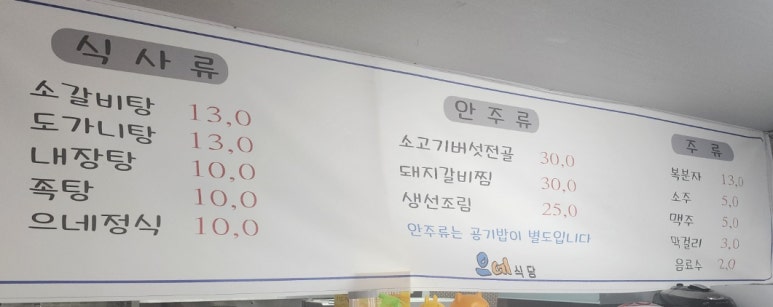 식사류
소갈비탕 13,0
도가니탕 13,0
내장탕 10,0
족탕 10,0
으네정식 10,0
안주류
소고기버섯전골 30,0
돼지갈비찜 30,0
생선조림 25,0
안주류는 공기밥이 별도입니다
으네식당
주류
복분자 13,0
소주 5,0
맥주 5,0
막걸리 3,0
음료수 2,0